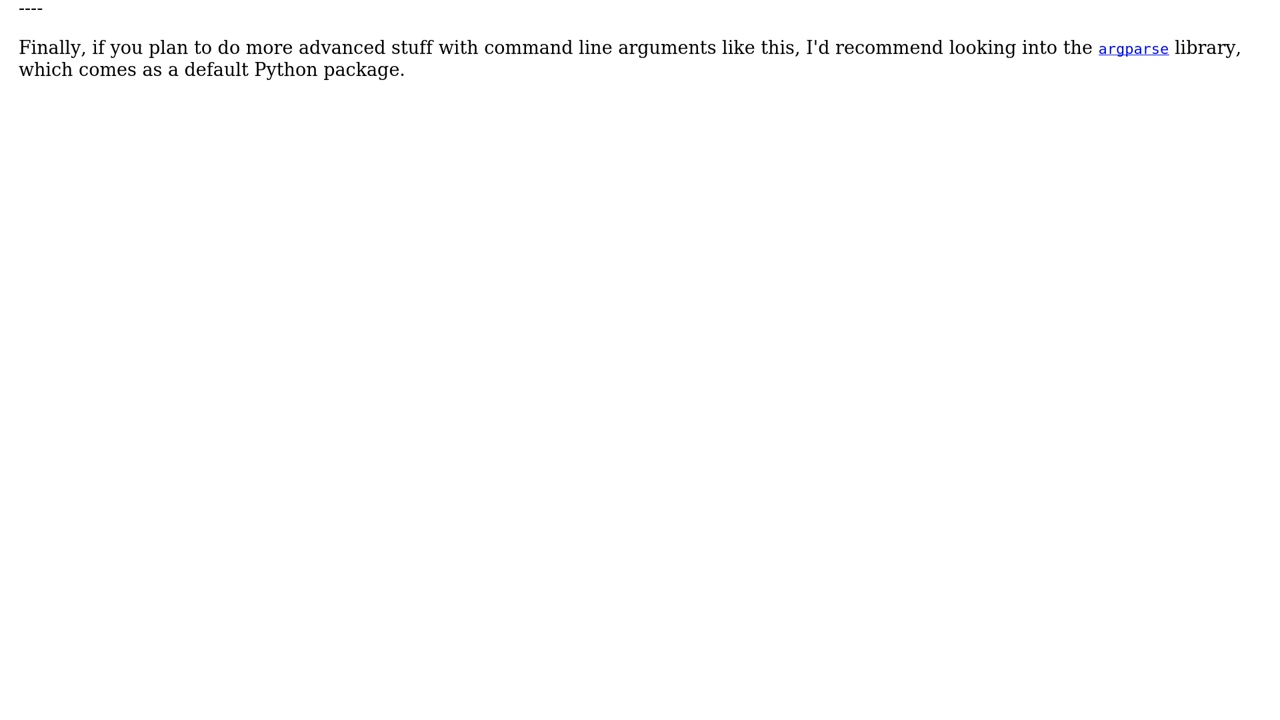 ----
Finally, if you plan to do more advanced stuff with command line arguments like this, I'd recommend looking into the argparse library,
which comes as a default Python package.